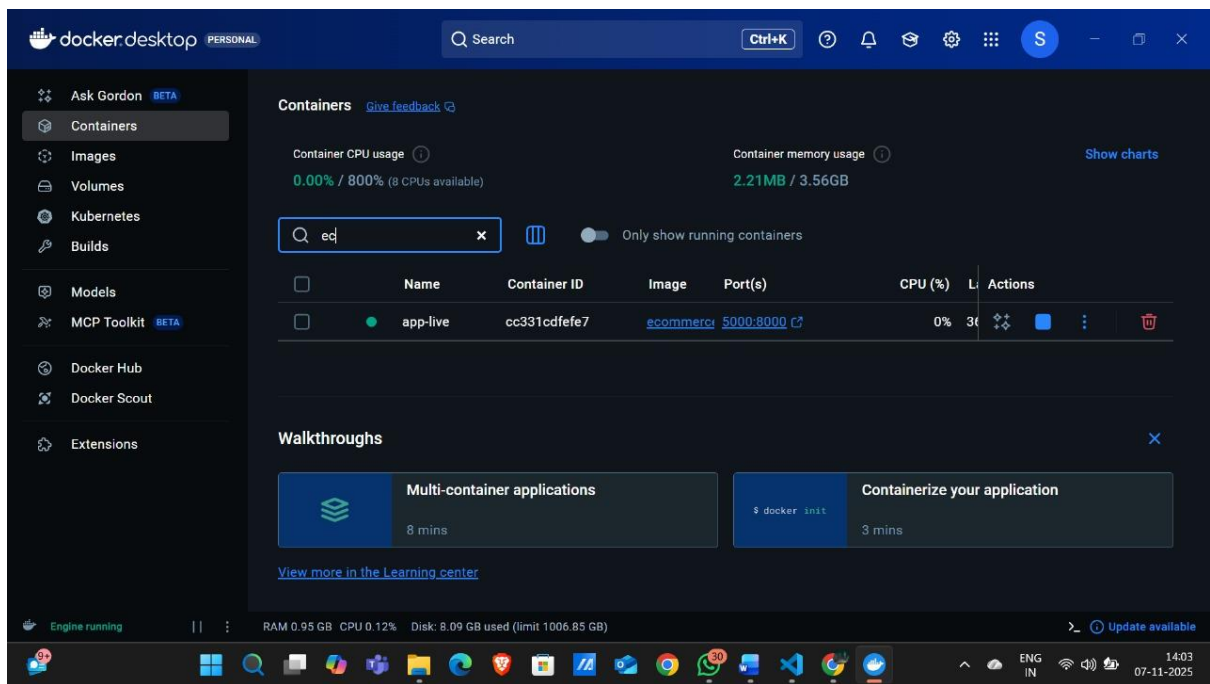 docker.desktop PERSONAL
Search
Ctrl+K
S
Ask Gordon BETA
Containers
Images
Volumes
Kubernetes
Builds
Models
MCP Toolkit BETA
Docker Hub
Docker Scout
Extensions
Containers Give feedback
Container CPU usage
0.00% / 800% (8 CPUs available)
Container memory usage
2.21MB / 3.56GB
Show charts
ec
Only show running containers
Name Container ID Image Port(s) CPU (%) Actions
app-live cc331cdfefe7 ecommerce 5000:8000 0% 36
Walkthroughs
Multi-container applications
8 mins
$ docker init
Containerize your application
3 mins
View more in the Learning center
Engine running
RAM 0.95 GB CPU 0.12% Disk: 8.09 GB used (limit 1006.85 GB)
Update available
9+
30
ENG
IN
14:03
07-11-2025